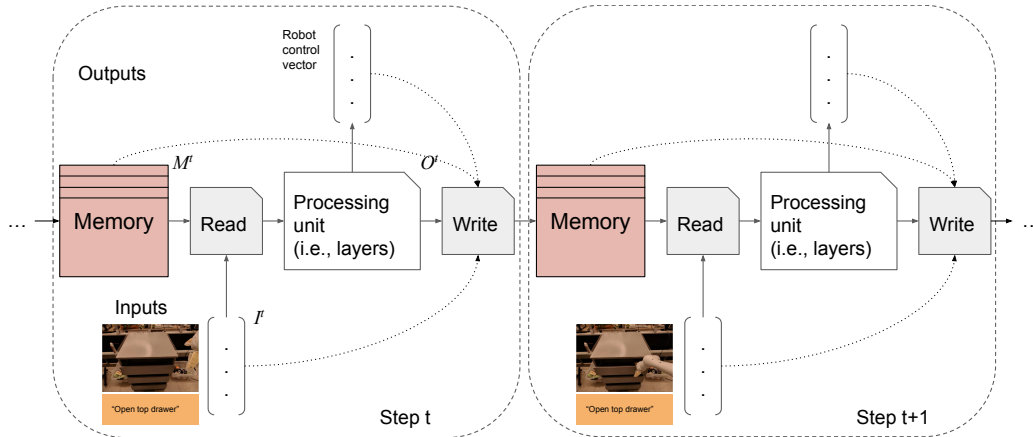 Robot
control
vector
Outputs
M^t
O^t
...
Memory
Read
Processing
unit
(i.e., layers)
Write
Memory
Read
Processing
unit
(i.e., layers)
Write
...
Inputs
I^t
"Open top drawer"
"Open top drawer"
Step t
Step t+1